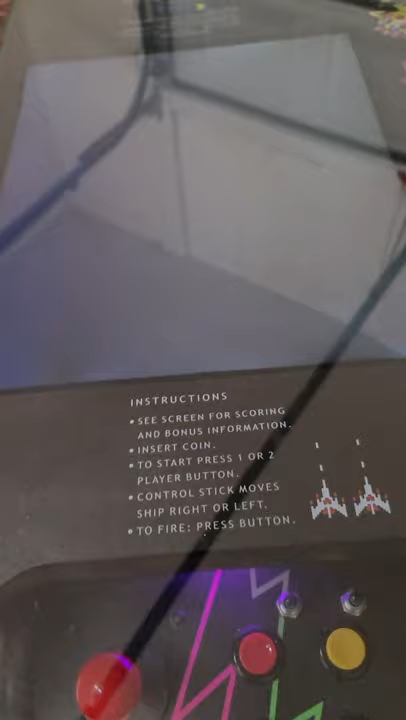 INSTRUCTIONS
• SEE SCREEN FOR SCORING
AND BONUS INFORMATION.
• INSERT COIN.
• TO START PRESS 1 OR 2
PLAYER BUTTON.
• CONTROL STICK MOVES
SHIP RIGHT OR LEFT.
• TO FIRE: PRESS BUTTON.